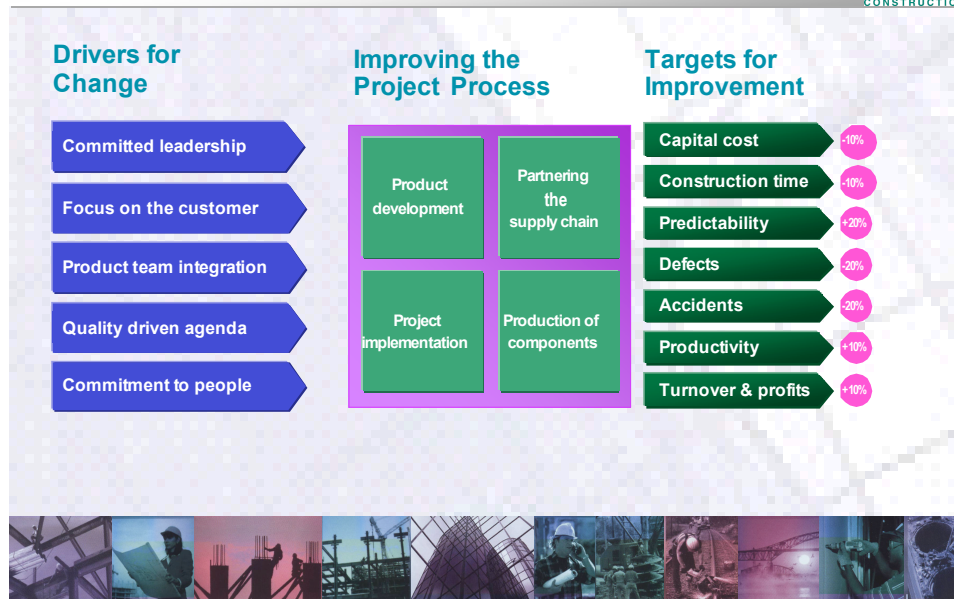 CONSTRUCTIO
Drivers for
Change
Committed leadership
Focus on the customer
Product team integration
Quality driven agenda
Commitment to people
Improving the
Project Process
Product
development
Partnering
the
supply chain
Project
implementation
Production of
components
Targets for
Improvement
Capital cost
-10%
Construction time
-10%
Predictability
+20%
Defects
-20%
Accidents
-20%
Productivity
+10%
Turnover & profits
+10%